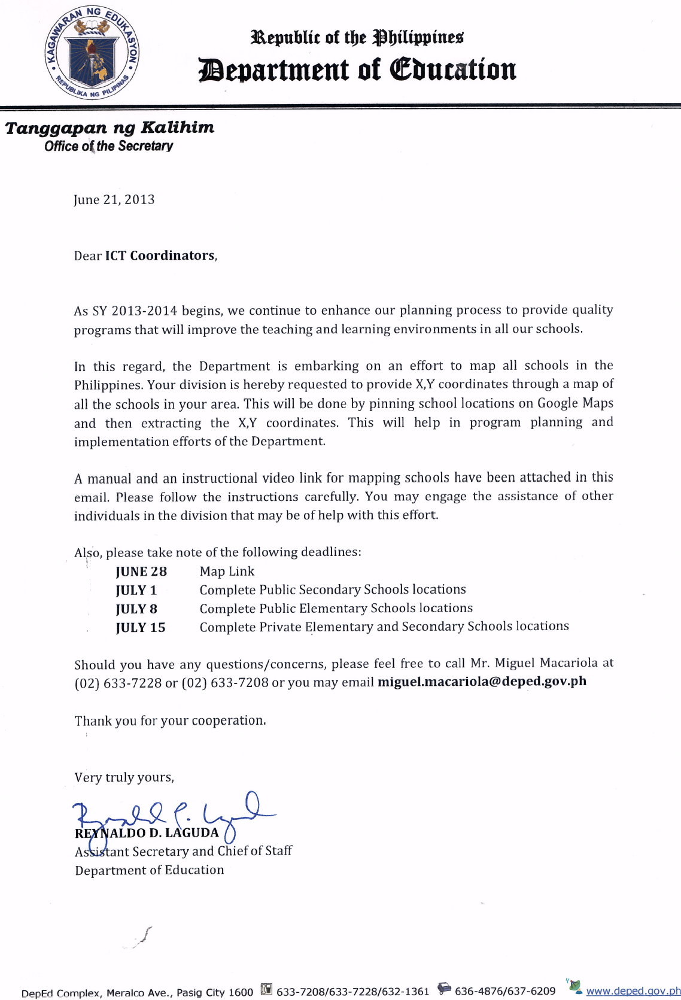 KAGAWARAN NG EDUKASYON
REPUBLIKA NG PILIPINAS
Republic of the Philippines
Department of Education
Tanggapan ng Kalihim
Office of the Secretary
June 21, 2013
Dear ICT Coordinators,
As SY 2013-2014 begins, we continue to enhance our planning process to provide quality
programs that will improve the teaching and learning environments in all our schools.
In this regard, the Department is embarking on an effort to map all schools in the
Philippines. Your division is hereby requested to provide X,Y coordinates through a map of
all the schools in your area. This will be done by pinning school locations on Google Maps
and then extracting the X,Y coordinates. This will help in program planning and
implementation efforts of the Department.
A manual and an instructional video link for mapping schools have been attached in this
email. Please follow the instructions carefully. You may engage the assistance of other
individuals in the division that may be of help with this effort.
Also, please take note of the following deadlines:
JUNE 28 Map Link
JULY 1 Complete Public Secondary Schools locations
JULY 8 Complete Public Elementary Schools locations
JULY 15 Complete Private Elementary and Secondary Schools locations
Should you have any questions/concerns, please feel free to call Mr. Miguel Macariola at
(02) 633-7228 or (02) 633-7208 or you may email miguel.macariola@deped.gov.ph
Thank you for your cooperation.
Very truly yours,
REYNALDO D. LAGUDA
Assistant Secretary and Chief of Staff
Department of Education
DepEd Complex, Meralco Ave., Pasig City 1600 633-7208/633-7228/632-1361 636-4876/637-6209 www.deped.gov.ph